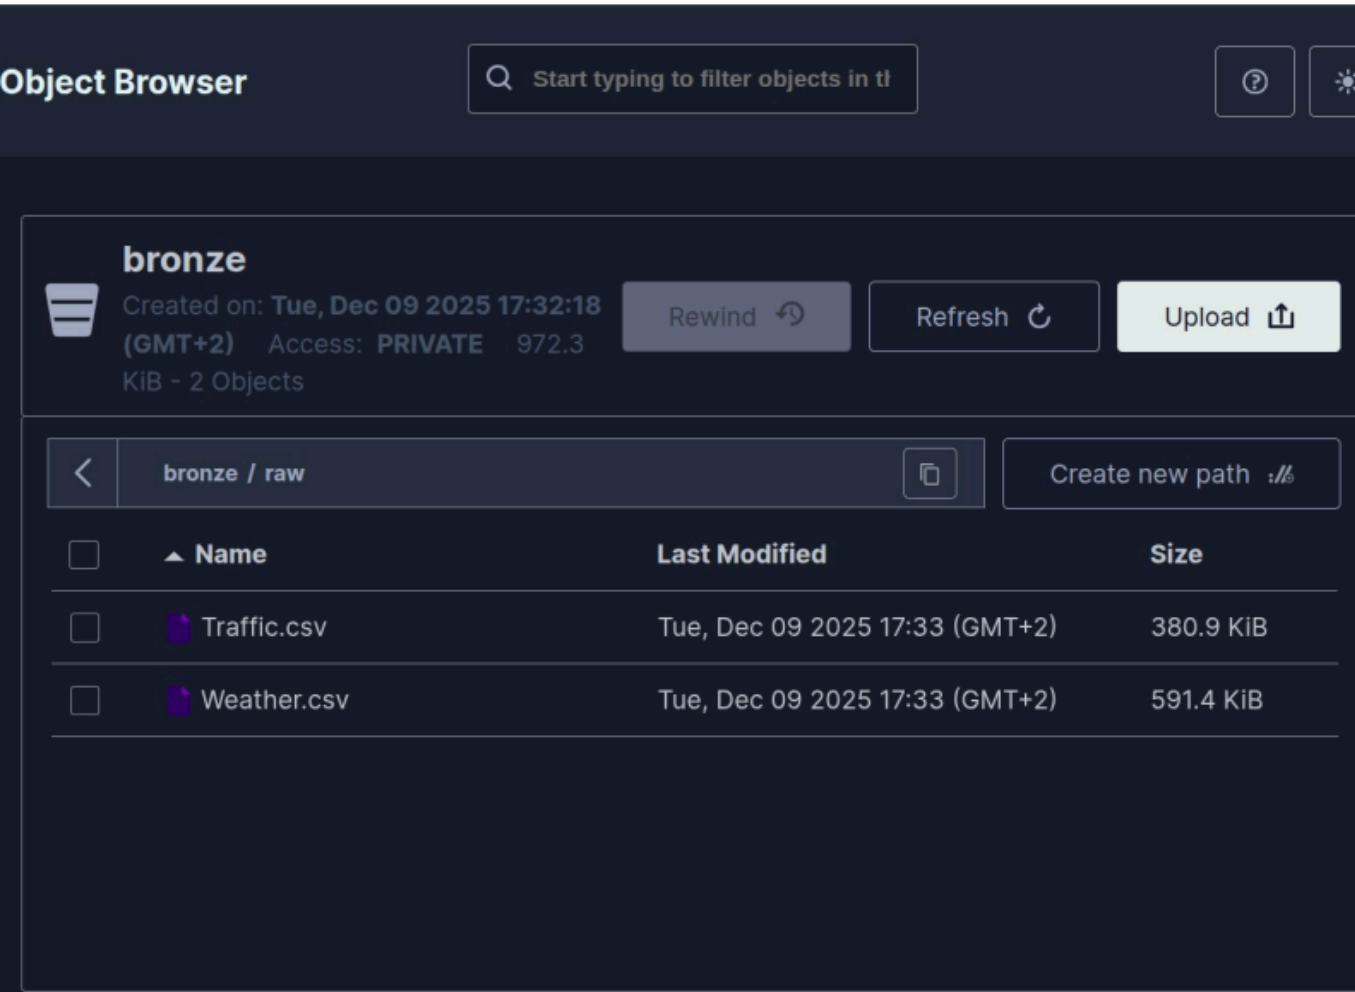 Object Browser
Start typing to filter objects in th
bronze
Created on: Tue, Dec 09 2025 17:32:18
(GMT+2) Access: PRIVATE 972.3
KiB - 2 Objects
Rewind
Refresh
Upload
bronze / raw
Create new path
Name Last Modified Size
Traffic.csv Tue, Dec 09 2025 17:33 (GMT+2) 380.9 KiB
Weather.csv Tue, Dec 09 2025 17:33 (GMT+2) 591.4 KiB